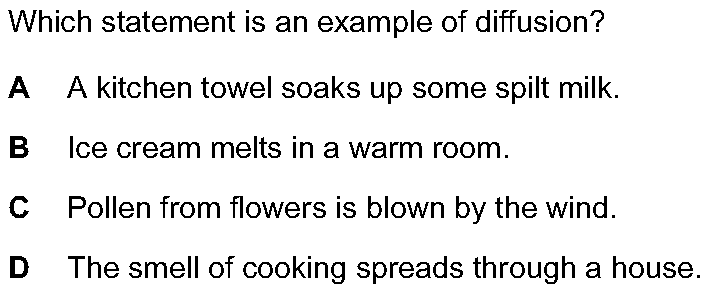 Which statement is an example of diffusion?
A A kitchen towel soaks up some spilt milk.
B Ice cream melts in a warm room.
C Pollen from flowers is blown by the wind.
D The smell of cooking spreads through a house.